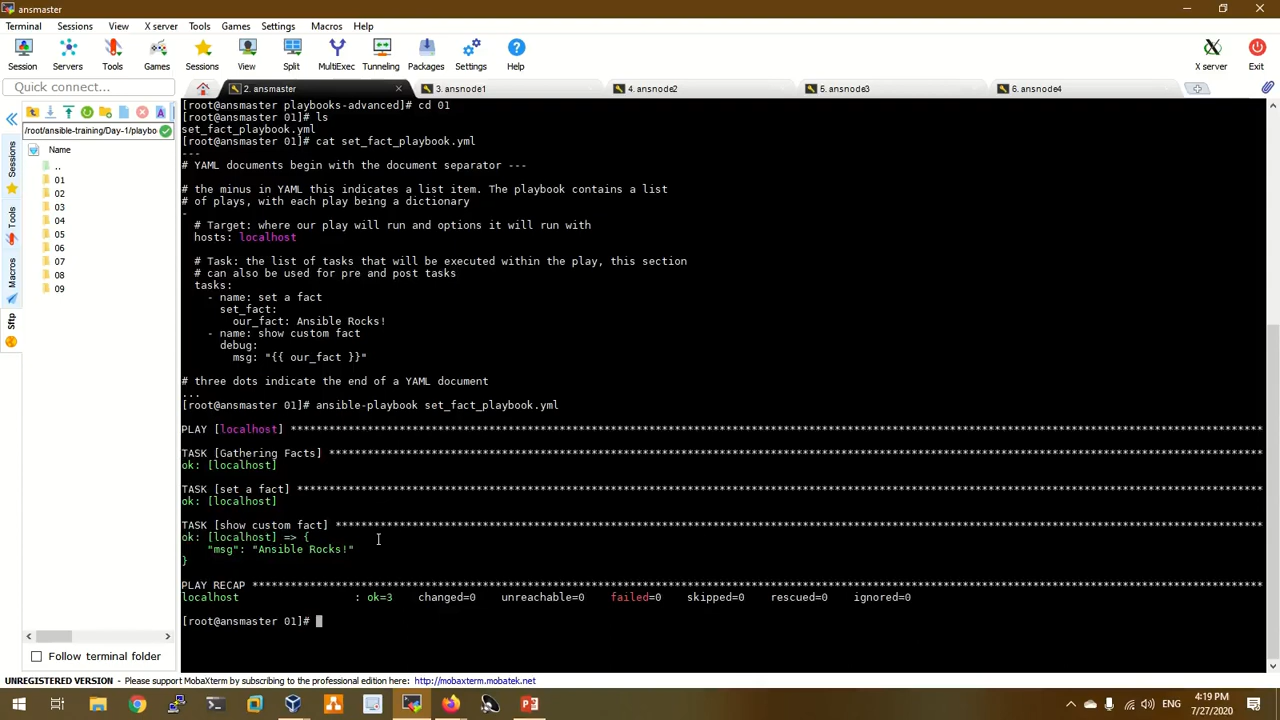 ansmaster
Terminal Sessions View X server Tools Games Settings Macros Help
Session Servers Tools Games Sessions View Split MultiExec Tunneling Packages Settings Help X server Exit
Quick connect...
2. ansmaster
3. ansnode1
4. ansnode2
5. ansnode3
6. ansnode4
/root/ansible-training/Day-1/playbo
Name
..
01
02
03
04
05
06
07
08
09
Sessions
Tools
Macros
Sftp
Follow terminal folder
[root@ansmaster playbooks-advanced]# cd 01
[root@ansmaster 01]# ls
set_fact_playbook.yml
[root@ansmaster 01]# cat set_fact_playbook.yml
---
# YAML documents begin with the document separator ---
# the minus in YAML this indicates a list item. The playbook contains a list
# of plays, with each play being a dictionary
-
# Target: where our play will run and options it will run with
hosts: localhost
# Task: the list of tasks that will be executed within the play, this section
# can also be used for pre and post tasks
tasks:
- name: set a fact
set_fact:
our_fact: Ansible Rocks!
- name: show custom fact
debug:
msg: "{{ our_fact }}"
# three dots indicate the end of a YAML document
...
[root@ansmaster 01]# ansible-playbook set_fact_playbook.yml
PLAY [localhost] ****************************************************************************************************************************************************
TASK [Gathering Facts] **********************************************************************************************************************************************
ok: [localhost]
TASK [set a fact] ***************************************************************************************************************************************************
ok: [localhost]
TASK [show custom fact] *********************************************************************************************************************************************
ok: [localhost] => {
"msg": "Ansible Rocks!"
}
PLAY RECAP **********************************************************************************************************************************************************
localhost : ok=3 changed=0 unreachable=0 failed=0 skipped=0 rescued=0 ignored=0
[root@ansmaster 01]#
UNREGISTERED VERSION - Please support MobaXterm by subscribing to the professional edition here: http://mobaxterm.mobatek.net
ENG
4:19 PM
7/27/2020